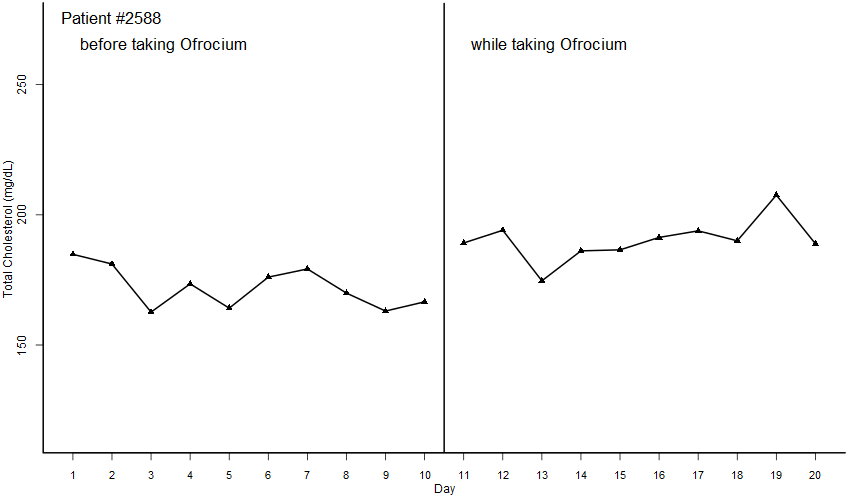 Patient #2588
before taking Ofrocium
while taking Ofrocium
Total Cholesterol (mg/dL)
250
200
150
1 2 3 4 5 6 7 8 9 10 11 12 13 14 15 16 17 18 19 20
Day